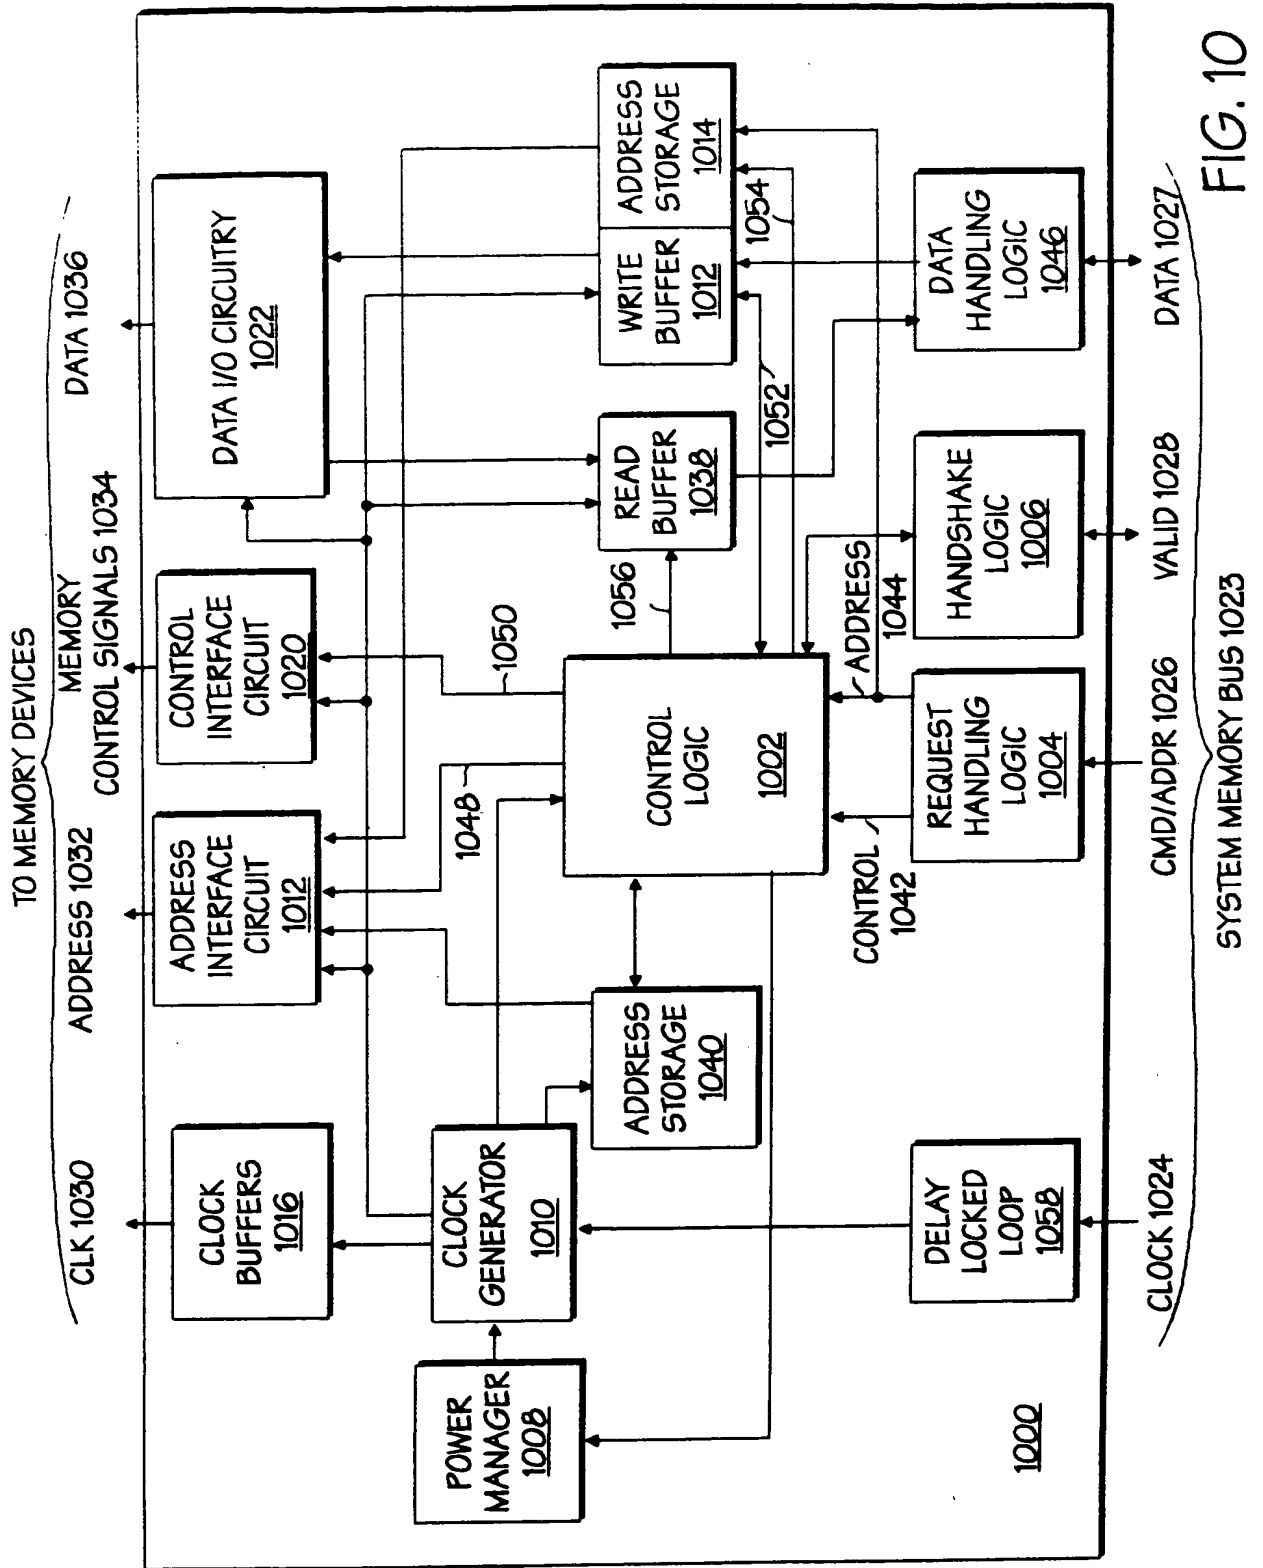 TO MEMORY DEVICES
CLK 1030
ADDRESS 1032
MEMORY
CONTROL SIGNALS 1034
DATA 1036
CLOCK
BUFFERS
1016
ADDRESS
INTERFACE
CIRCUIT
1012
CONTROL
INTERFACE
CIRCUIT
1020
DATA I/O CIRCUITRY
1022
POWER
MANAGER
1008
CLOCK
GENERATOR
1010
1048
1050
ADDRESS
STORAGE
1040
CONTROL
LOGIC
1002
1056
READ
BUFFER
1038
WRITE
BUFFER
1012
ADDRESS
STORAGE
1014
1052
1054
CONTROL
1042
ADDRESS
1044
DELAY
LOCKED
LOOP
1058
REQUEST
HANDLING
LOGIC
1004
HANDSHAKE
LOGIC
1006
DATA
HANDLING
LOGIC
1046
1000
CLOCK 1024
CMD/ADDR 1026
VALID 1028
DATA 1027
SYSTEM MEMORY BUS 1023
FIG. 10